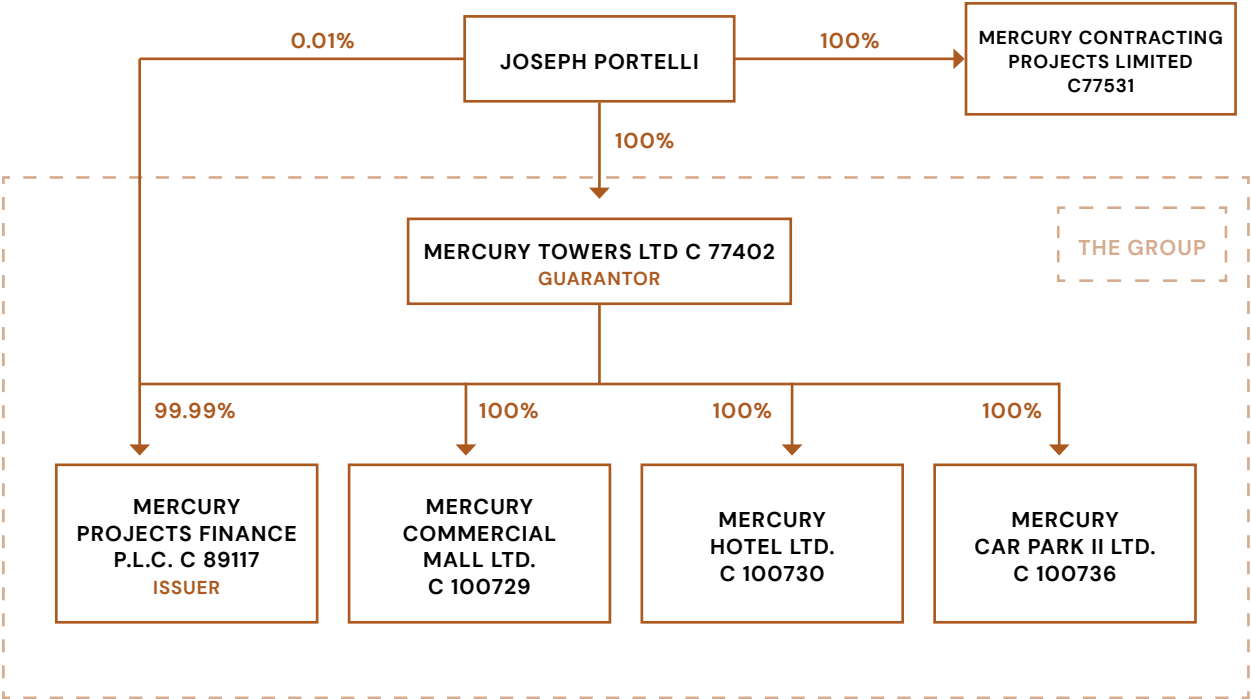 0.01%
JOSEPH PORTELLI
100%
MERCURY CONTRACTING
PROJECTS LIMITED
C77531
100%
THE GROUP
MERCURY TOWERS LTD C 77402
GUARANTOR
99.99%
100%
100%
100%
MERCURY
PROJECTS FINANCE
P.L.C. C 89117
ISSUER
MERCURY
COMMERCIAL
MALL LTD.
C 100729
MERCURY
HOTEL LTD.
C 100730
MERCURY
CAR PARK II LTD.
C 100736